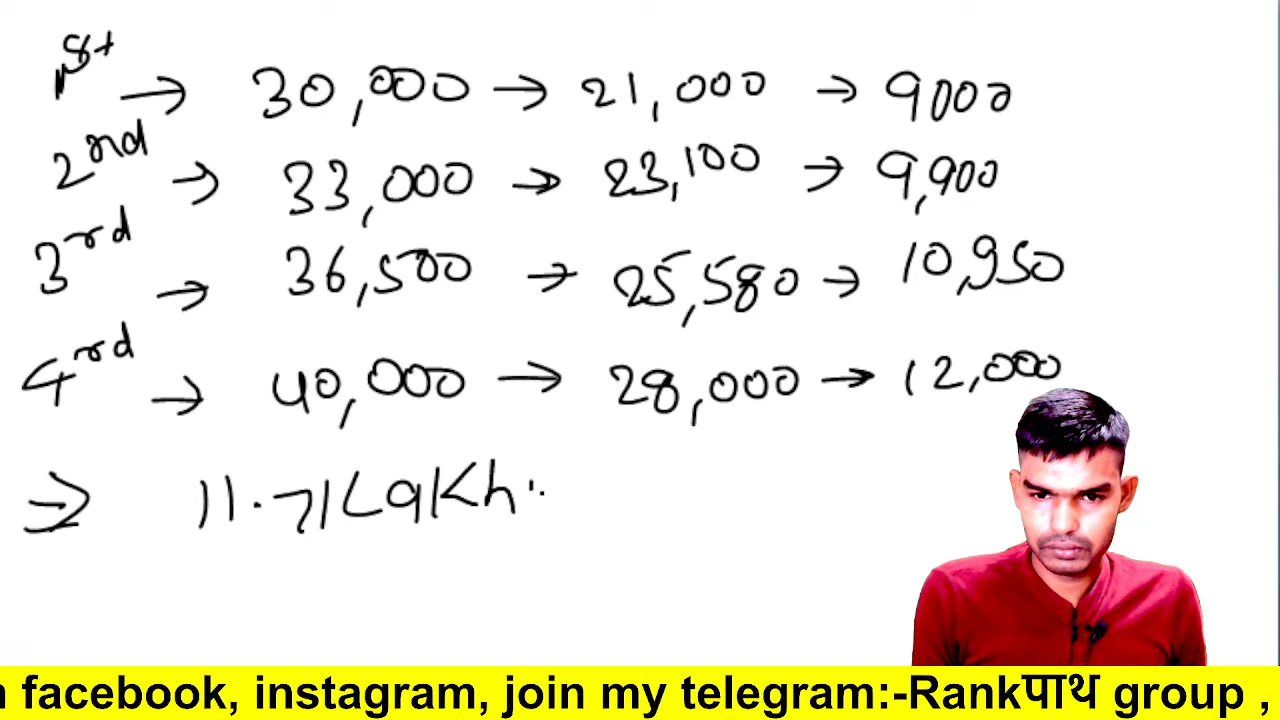 1st → 30,000 → 21,000 → 9000
2nd → 33,000 → 23,100 → 9,900
3rd → 36,500 → 25,580 → 10,950
4rd → 40,000 → 28,000 → 12,000
⇒ 11.71Lakh.
facebook, instagram, join my telegram:-Rankपाथ group ,